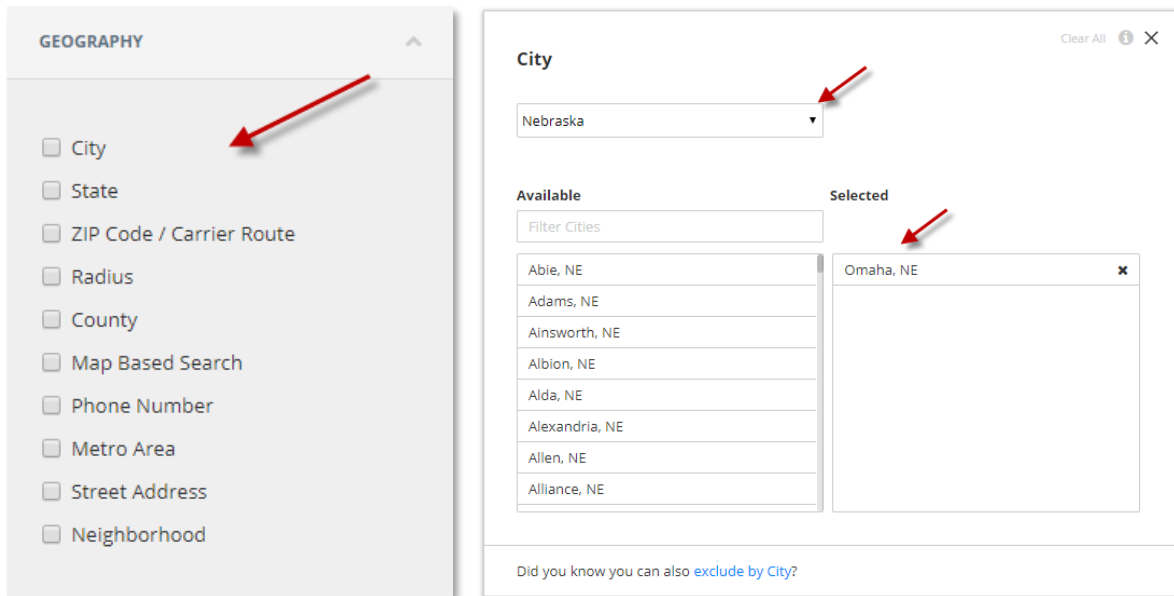 GEOGRAPHY
City
State
ZIP Code / Carrier Route
Radius
County
Map Based Search
Phone Number
Metro Area
Street Address
Neighborhood
Clear All
City
Nebraska
Available
Selected
Filter Cities
Abie, NE
Omaha, NE
Adams, NE
Ainsworth, NE
Albion, NE
Alda, NE
Alexandria, NE
Allen, NE
Alliance, NE
Did you know you can also exclude by City?